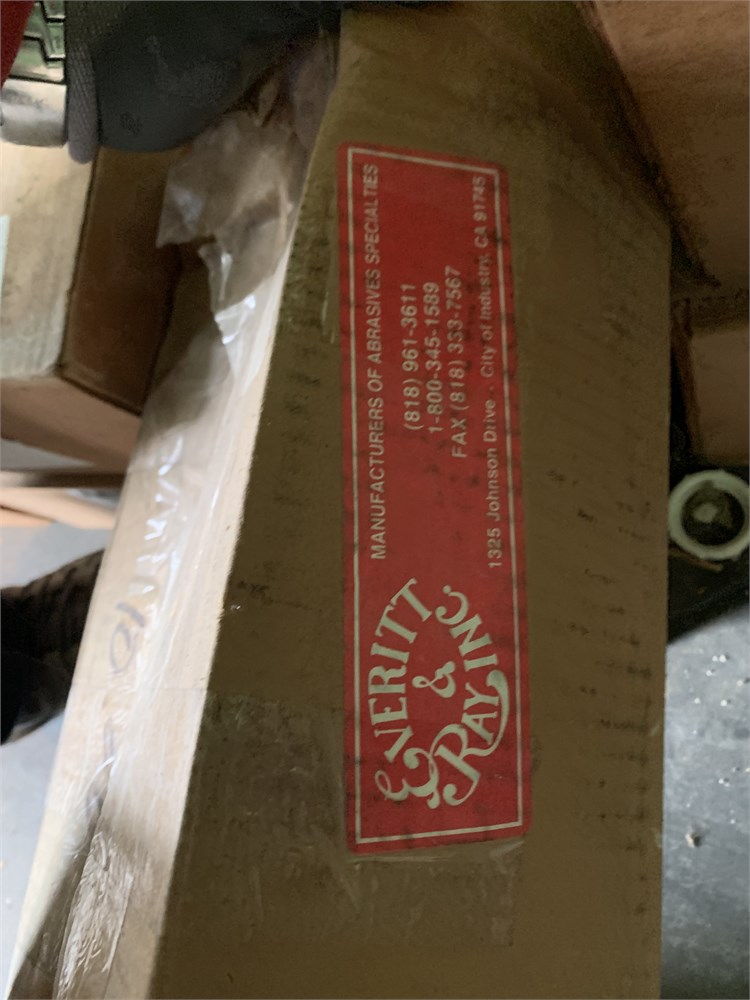 EVERITT
&
RAY INC
MANUFACTURERS OF ABRASIVES SPECIALTIES
(818) 961-3611
1-800-345-1589
FAX (818) 333-7567
1325 Johnson Drive · City of Industry, CA 91745
10